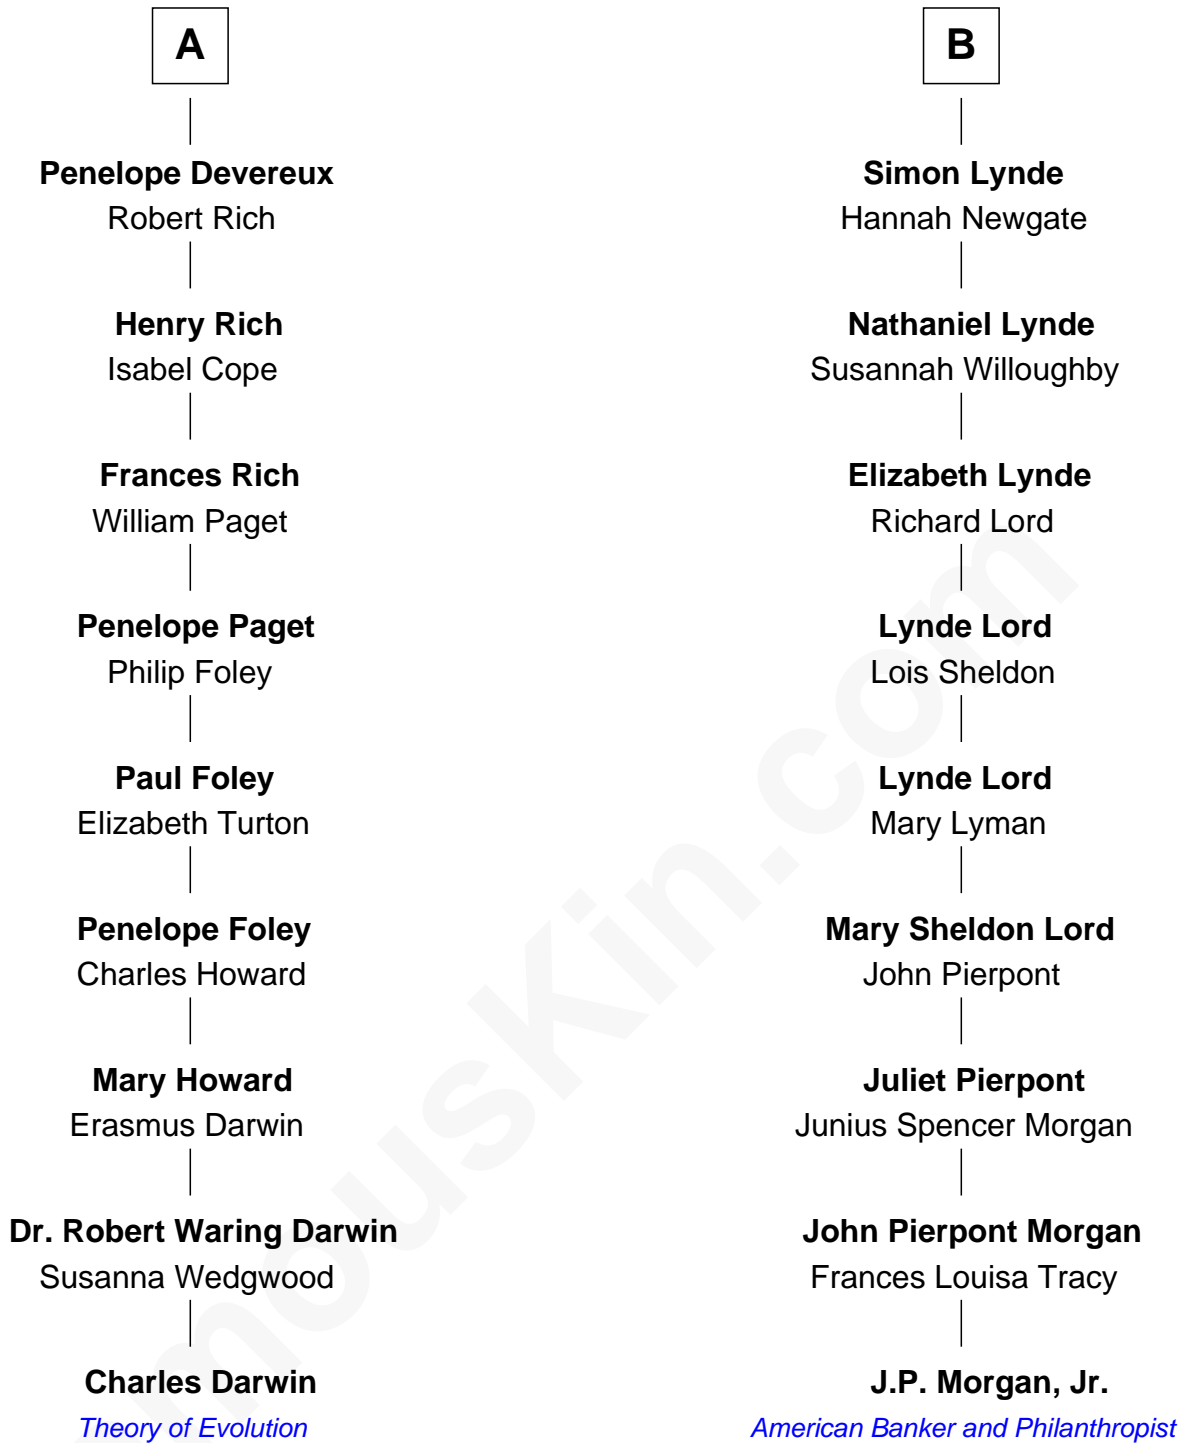 A
B
Penelope Devereux
Robert Rich
Simon Lynde
Hannah Newgate
Henry Rich
Isabel Cope
Nathaniel Lynde
Susannah Willoughby
Frances Rich
William Paget
Elizabeth Lynde
Richard Lord
Penelope Paget
Philip Foley
Lynde Lord
Lois Sheldon
Paul Foley
Elizabeth Turton
Lynde Lord
Mary Lyman
Penelope Foley
Charles Howard
Mary Sheldon Lord
John Pierpont
Mary Howard
Erasmus Darwin
Juliet Pierpont
Junius Spencer Morgan
Dr. Robert Waring Darwin
Susanna Wedgwood
John Pierpont Morgan
Frances Louisa Tracy
Charles Darwin
Theory of Evolution
J.P. Morgan, Jr.
American Banker and Philanthropist
mousKin.com